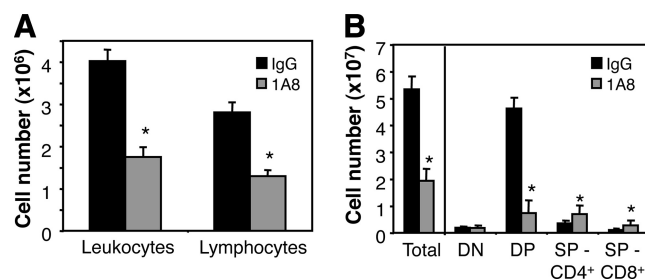 A
Cell number (x10⁶)
4
3
2
1
0
IgG
1A8
*
*
Leukocytes
Lymphocytes
B
Cell number (x10⁷)
7
6
5
4
3
2
1
0
IgG
1A8
*
*
*
*
Total
DN
DP
SP -
CD4⁺
SP -
CD8⁺